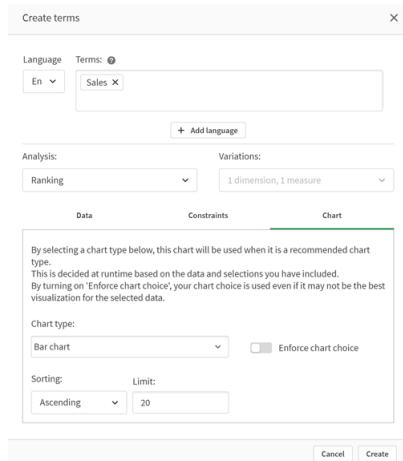 Create terms
Language Terms:
En Sales
+ Add language
Analysis: Variations:
Ranking 1 dimension, 1 measure
Data Constraints Chart
By selecting a chart type below, this chart will be used when it is a recommended chart
type.
This is decided at runtime based on the data and selections you have included.
By turning on 'Enforce chart choice', your chart choice is used even if it may not be the best
visualization for the selected data.
Chart type:
Bar chart Enforce chart choice
Sorting: Limit:
Ascending 20
Cancel Create